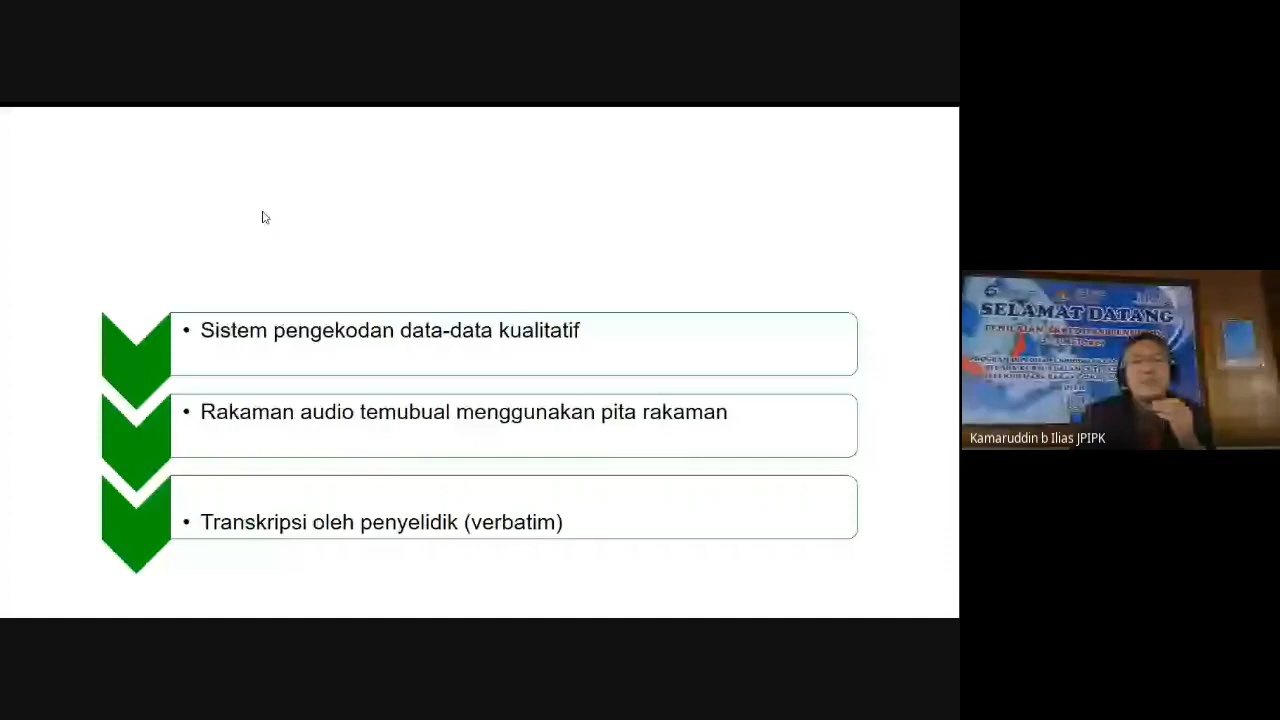 • Sistem pengekodan data-data kualitatif
• Rakaman audio temubual menggunakan pita rakaman
• Transkripsi oleh penyelidik (verbatim)
SELAMAT DATANG
Kamaruddin b Ilias JPIPK